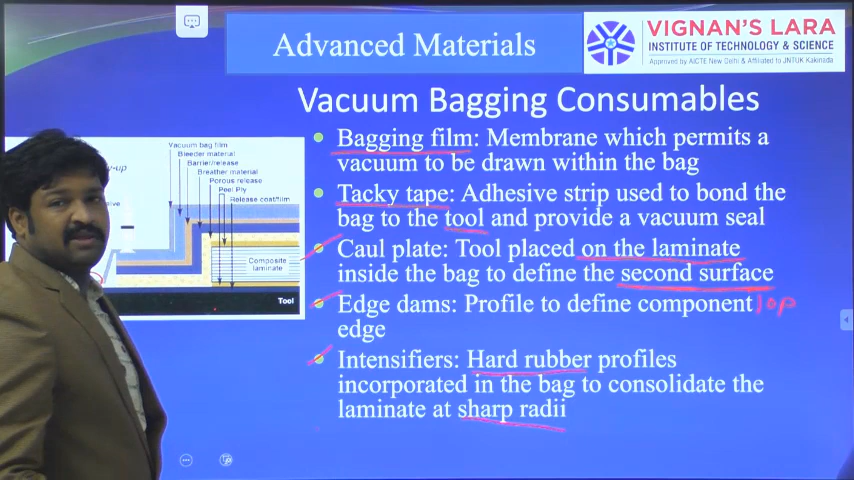 Advanced Materials
VIGNAN'S LARA
INSTITUTE OF TECHNOLOGY & SCIENCE
Approved by AICTE New Delhi & Affiliated to JNTUK Kakinada
Vacuum Bagging Consumables
Bagging film: Membrane which permits a
vacuum to be drawn within the bag
Tacky tape: Adhesive strip used to bond the
bag to the tool and provide a vacuum seal
Caul plate: Tool placed on the laminate
inside the bag to define the second surface
Edge dams: Profile to define component top
edge
Intensifiers: Hard rubber profiles
incorporated in the bag to consolidate the
laminate at sharp radii
Vacuum bag film
Bleeder material
Barrier/release
Breather material
Porous release
Peel Ply
Release coat/film
Composite
laminate
Tool